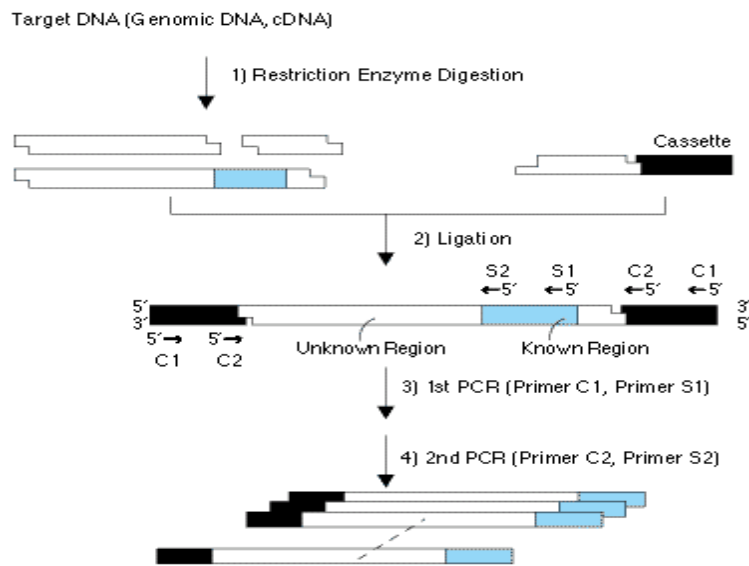 Target DNA (Genomic DNA, cDNA)
1) Restriction Enzyme Digestion
Cassette
2) Ligation
S2 S1 C2 C1
←5′ ←5′ ←5′ ←5′
5′ 3′
3′ 5′
5′→ 5′→
C1 C2 Unknown Region Known Region
3) 1st PCR (Primer C1, Primer S1)
4) 2nd PCR (Primer C2, Primer S2)